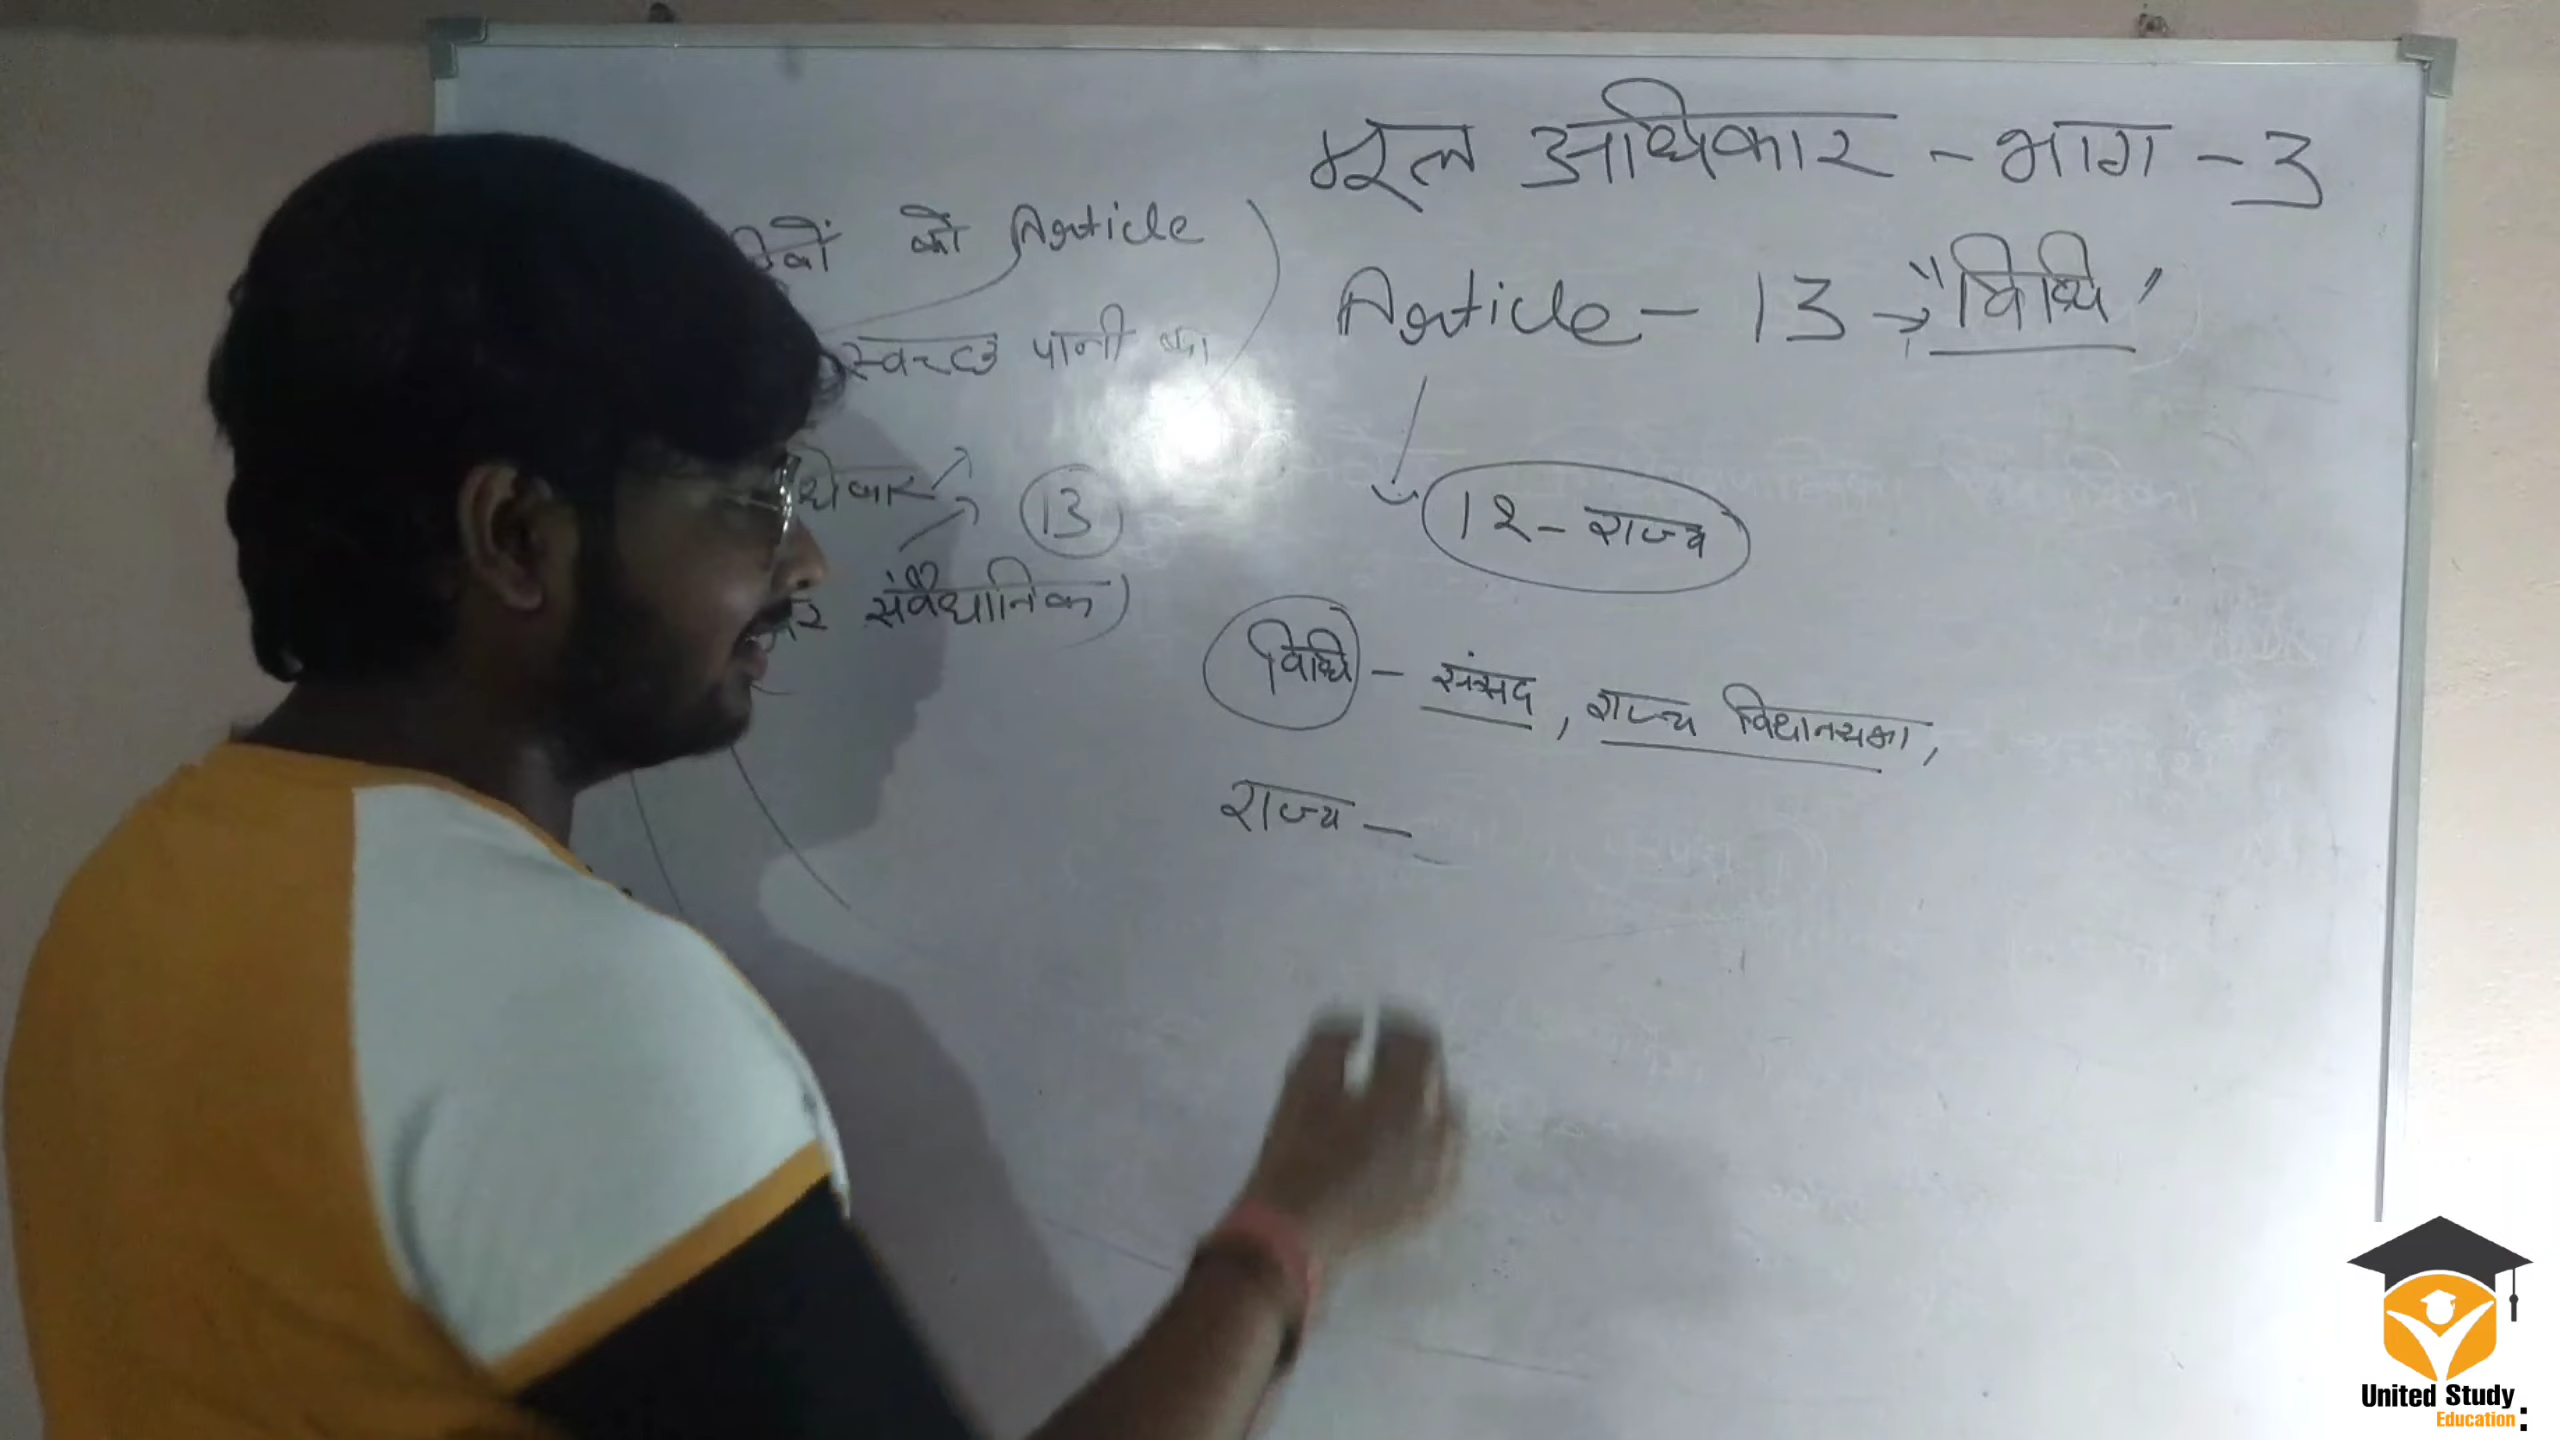 मूल अधिकार - भाग - 3
Article - 13 → "विधि"
12 - राज्य
विधि - संसद, राज्य विधानसभा,
राज्य -
को Article
स्वच्छ पानी का
13
संवैधानिक)
United Study
Education